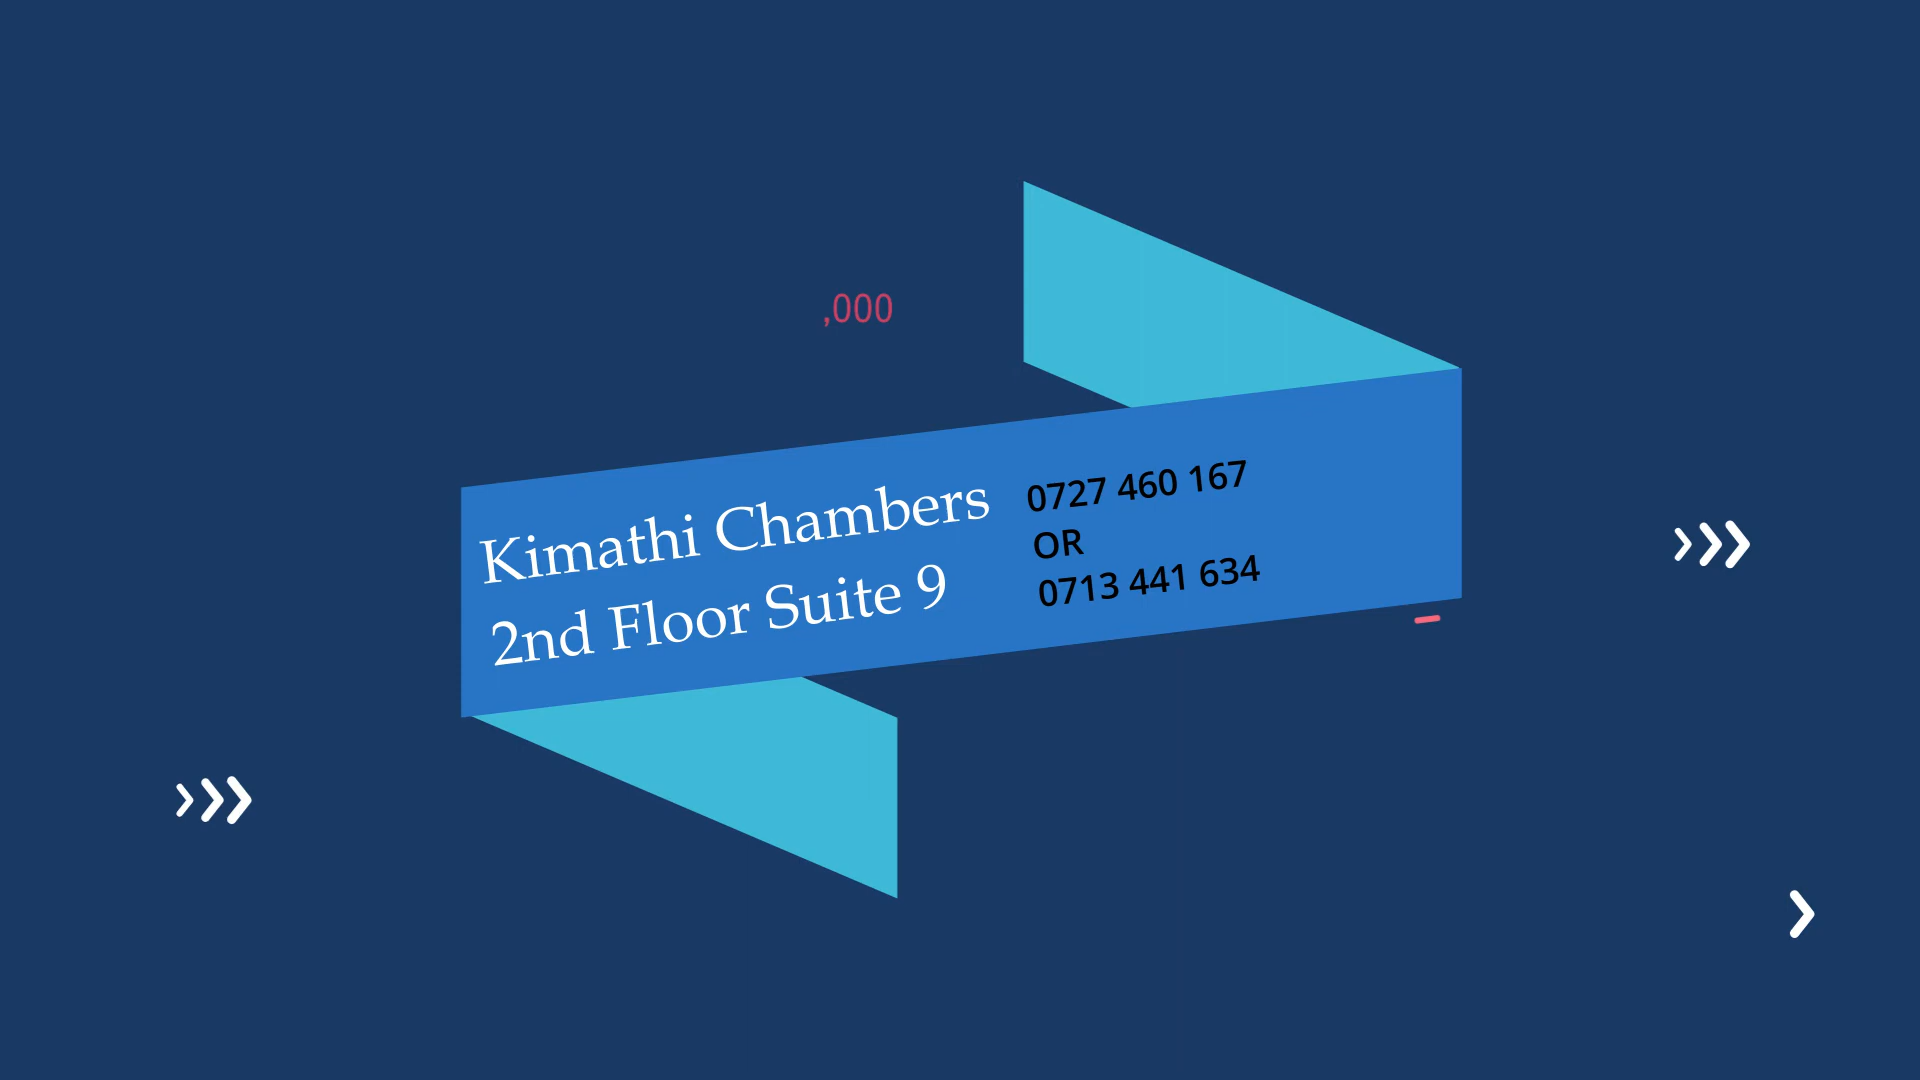 ,000
Kimathi Chambers
2nd Floor Suite 9
0727 460 167
OR
0713 441 634